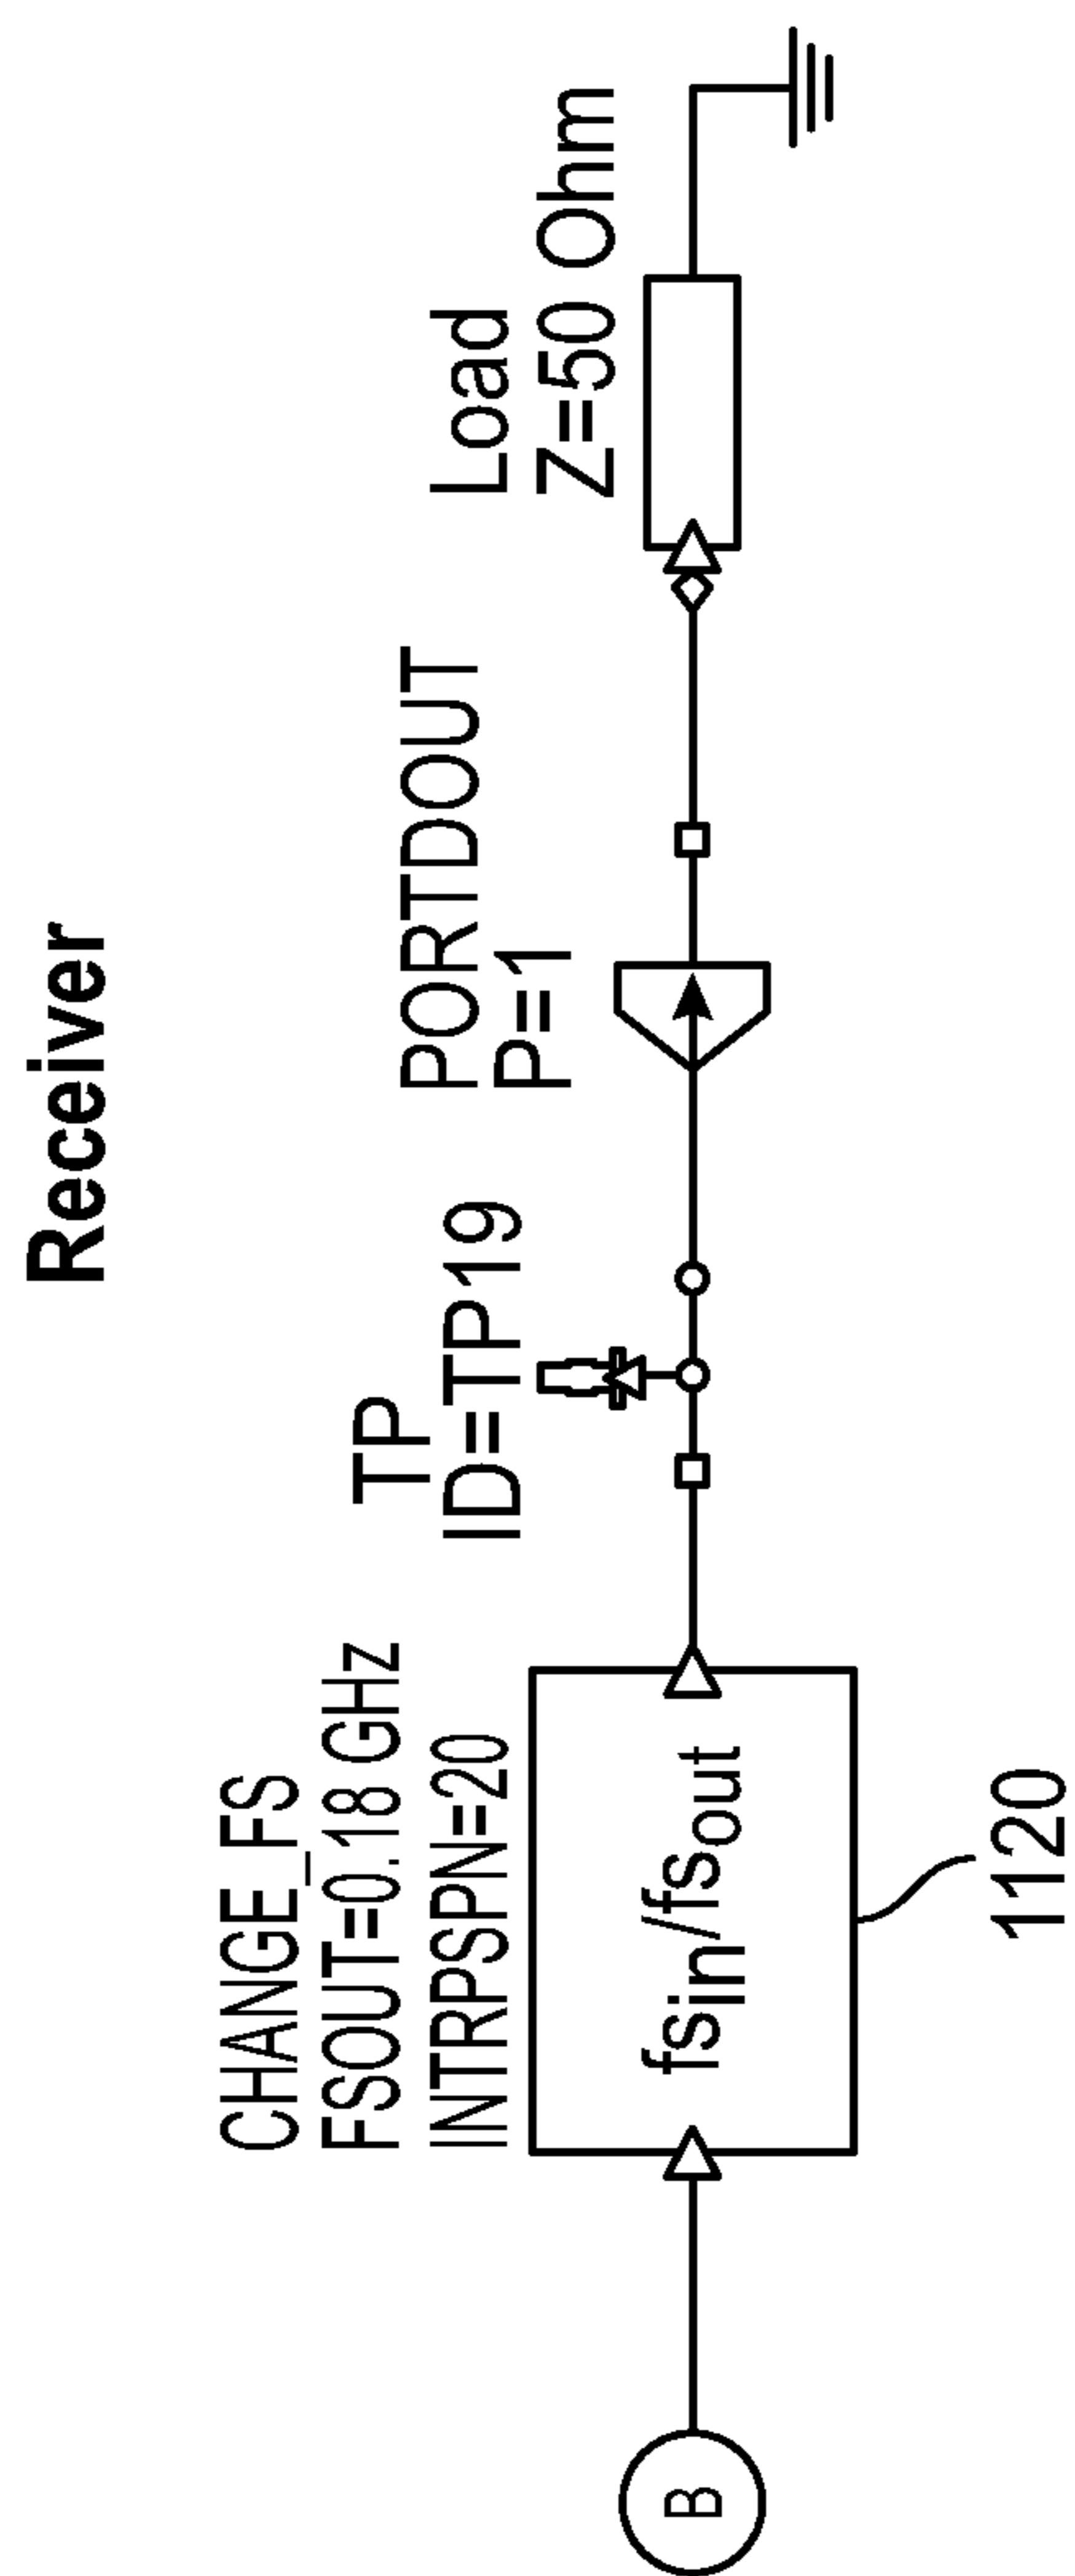 Receiver
B
CHANGE_FS
FSOUT=0.18 GHz
INTRPSPN=20
fsin/fsout
1120
TP
ID=TP19
PORTDOUT
P=1
Load
Z=50 Ohm